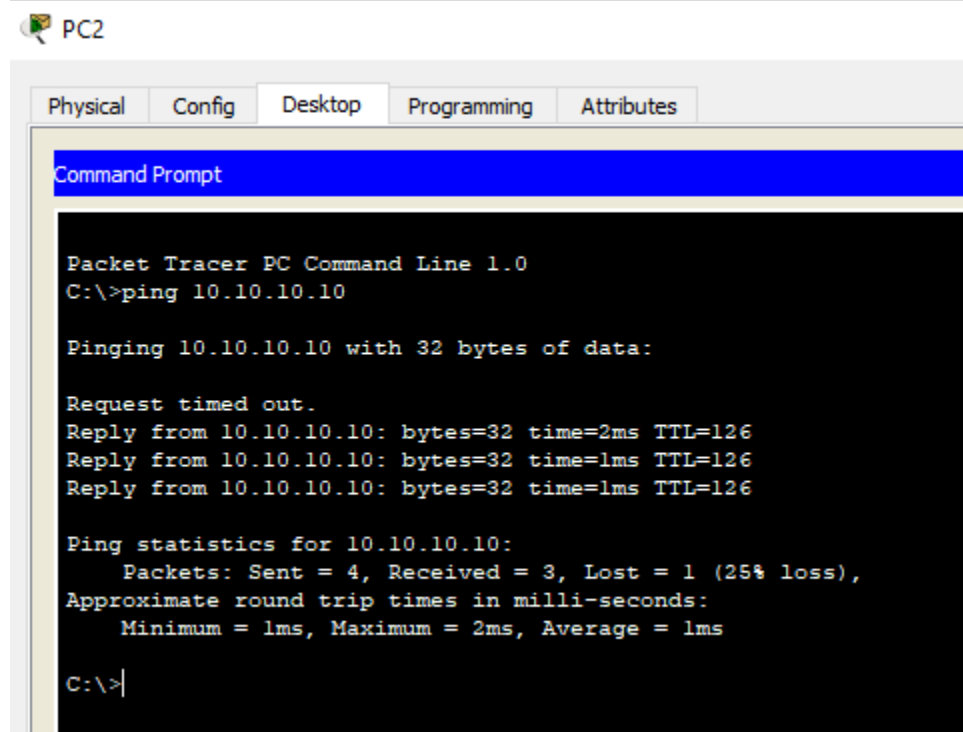 PC2
Physical Config Desktop Programming Attributes
Command Prompt
Packet Tracer PC Command Line 1.0
C:\>ping 10.10.10.10
Pinging 10.10.10.10 with 32 bytes of data:
Request timed out.
Reply from 10.10.10.10: bytes=32 time=2ms TTL=126
Reply from 10.10.10.10: bytes=32 time=1ms TTL=126
Reply from 10.10.10.10: bytes=32 time=1ms TTL=126
Ping statistics for 10.10.10.10:
Packets: Sent = 4, Received = 3, Lost = 1 (25% loss),
Approximate round trip times in milli-seconds:
Minimum = 1ms, Maximum = 2ms, Average = 1ms
C:\>